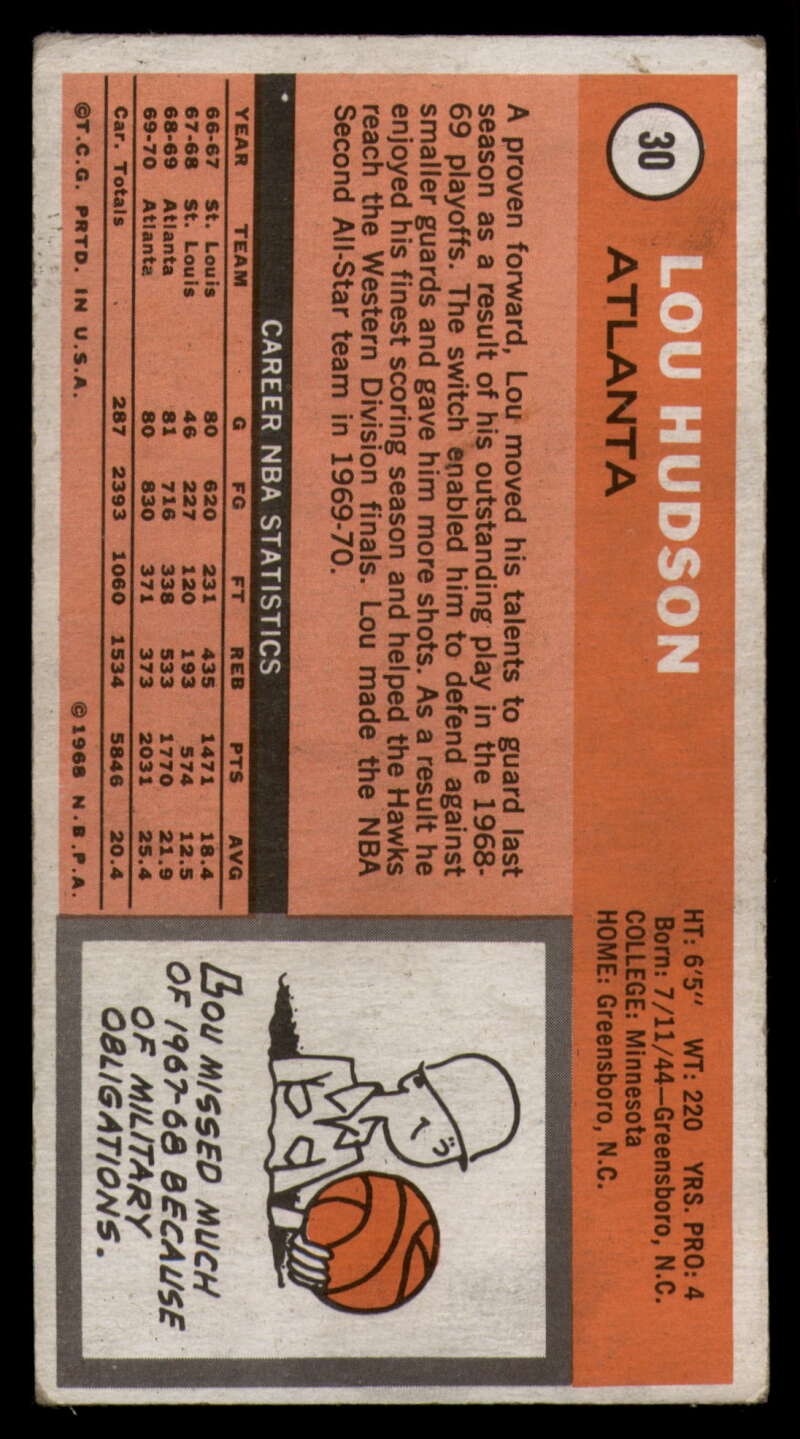 30
LOU HUDSON
ATLANTA
HT: 6'5" WT: 220 YRS. PRO: 4
Born: 7/11/44—Greensboro, N.C.
COLLEGE: Minnesota
HOME: Greensboro, N.C.
A proven forward, Lou moved his talents to guard last
season as a result of his outstanding play in the 1968-
69 playoffs. The switch enabled him to defend against
smaller guards and gave him more shots. As a result he
enjoyed his finest scoring season and helped the Hawks
reach the Western Division finals. Lou made the NBA
Second All-Star team in 1969-70.
CAREER NBA STATISTICS
YEAR TEAM G FG FT REB PTS AVG
66-67 St. Louis 80 620 231 435 1471 18.4
67-68 St. Louis 46 227 120 193 574 12.5
68-69 Atlanta 81 716 338 533 1770 21.9
69-70 Atlanta 80 830 371 373 2031 25.4
Car. Totals 287 2393 1060 1534 5846 20.4
©T.C.G. PRTD. IN U.S.A. ©1968 N.B.P.A.
LOU MISSED MUCH
OF 1967-68 BECAUSE
OF MILITARY
OBLIGATIONS.